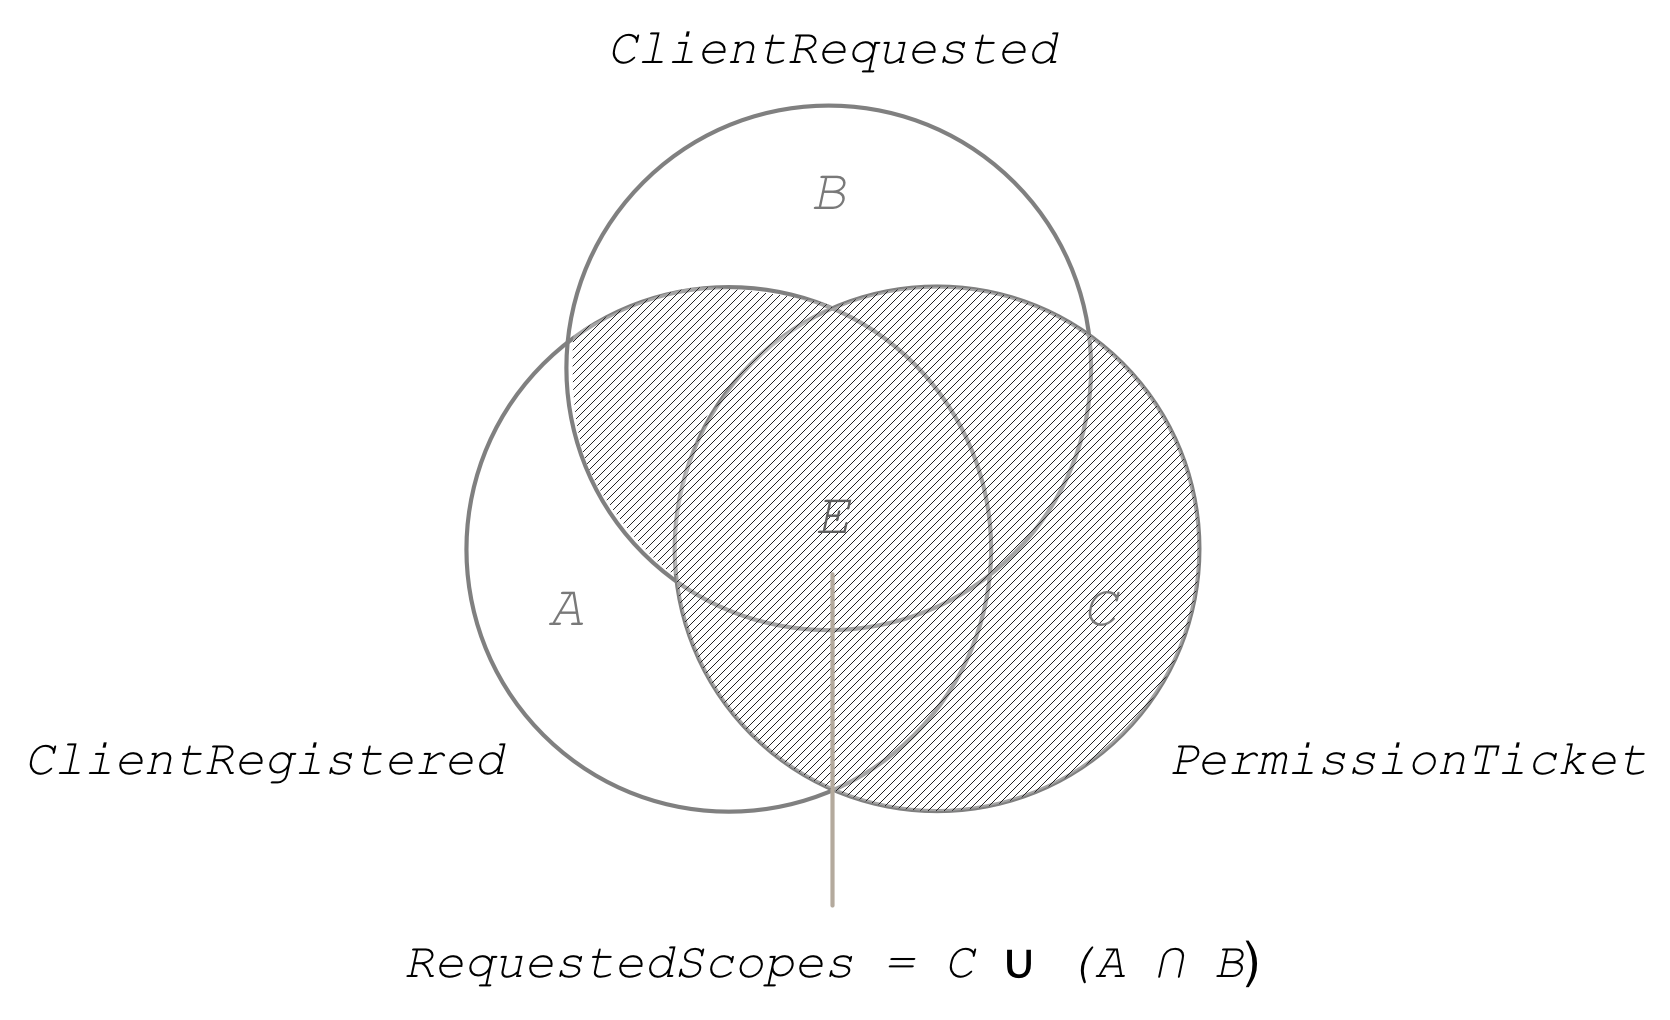 ClientRequested
B
E
A
C
ClientRegistered
PermissionTicket
RequestedScopes = C ∪ (A ∩ B)